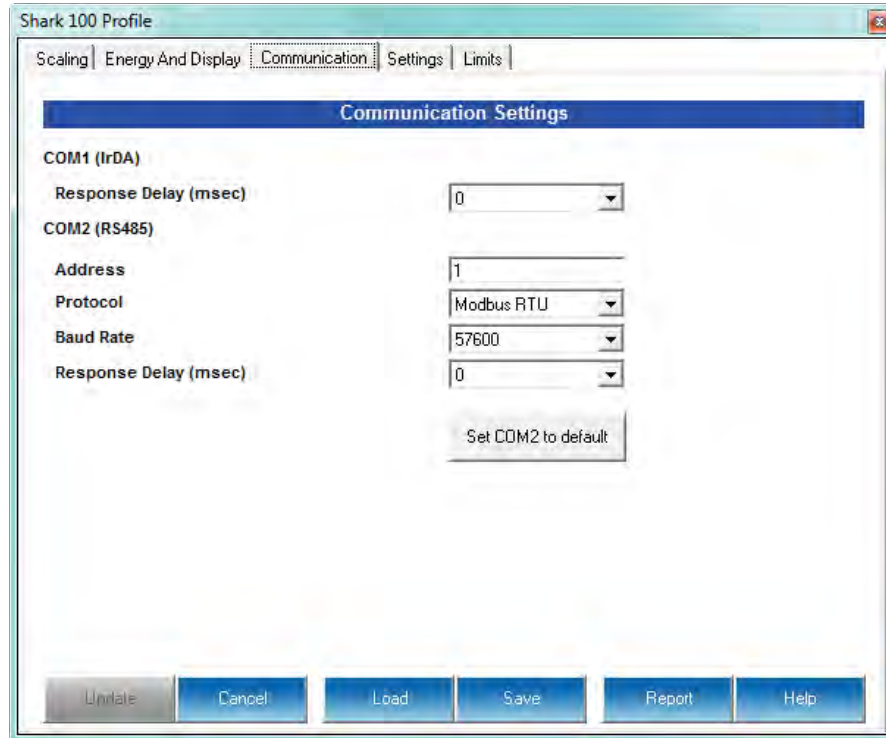 Shark 100 Profile
Scaling Energy And Display Communication Settings Limits
Communication Settings
COM1 (IrDA)
Response Delay (msec) 0
COM2 (RS485)
Address 1
Protocol Modbus RTU
Baud Rate 57600
Response Delay (msec) 0
Set COM2 to default
Update Cancel Load Save Report Help